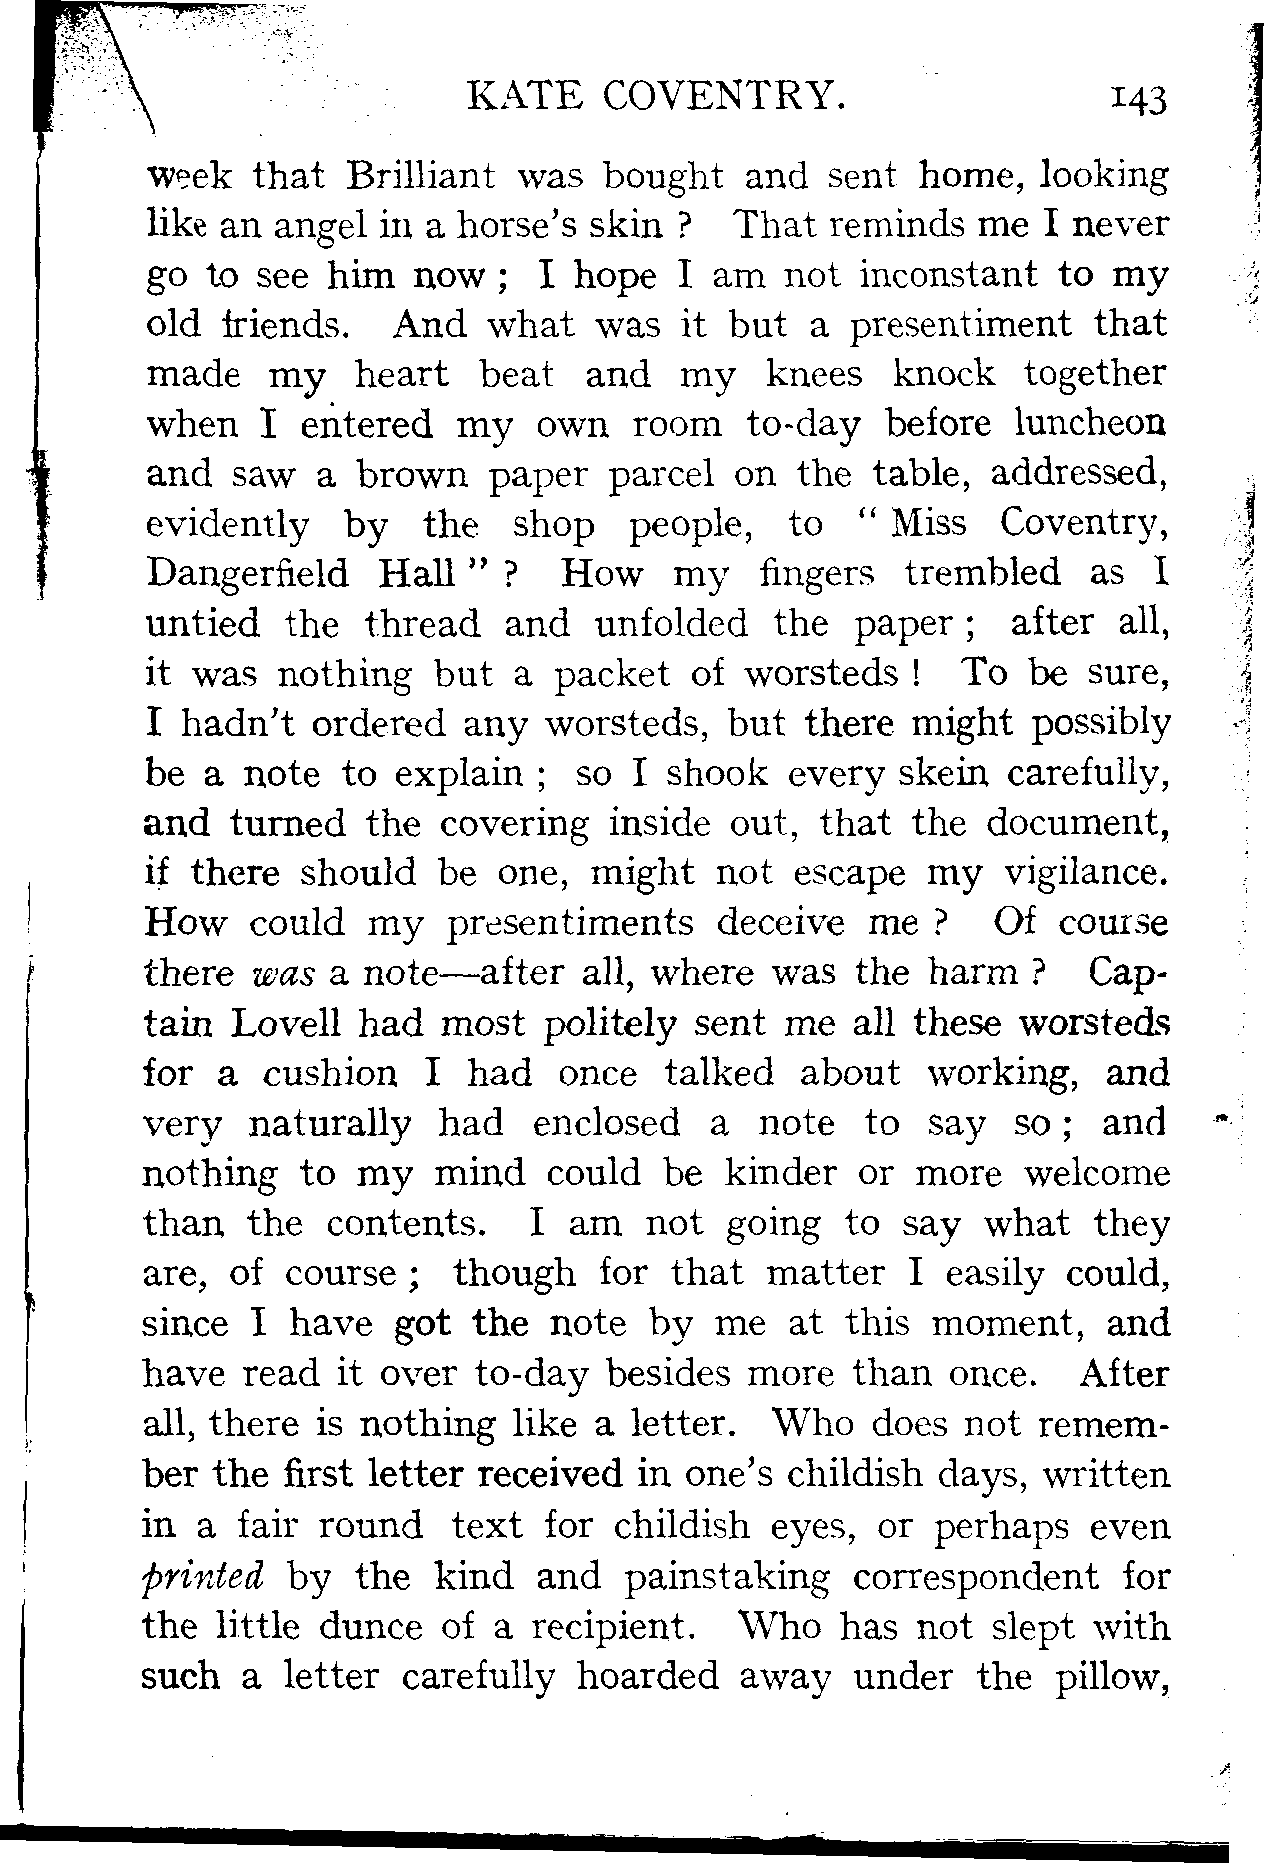 KATE COVENTRY. 143
week that Brilliant was bought and sent home, looking
like an angel in a horse's skin ? That reminds me I never
go to see him now ; I hope I am not inconstant to my
old friends. And what was it but a presentiment that
made my heart beat and my knees knock together
when I entered my own room to-day before luncheon
and saw a brown paper parcel on the table, addressed,
evidently by the shop people, to “ Miss Coventry,
Dangerfield Hall ” ? How my fingers trembled as I
untied the thread and unfolded the paper ; after all,
it was nothing but a packet of worsteds ! To be sure,
I hadn't ordered any worsteds, but there might possibly
be a note to explain ; so I shook every skein carefully,
and turned the covering inside out, that the document,
if there should be one, might not escape my vigilance.
How could my presentiments deceive me ? Of course
there was a note—after all, where was the harm ? Cap-
tain Lovell had most politely sent me all these worsteds
for a cushion I had once talked about working, and
very naturally had enclosed a note to say so ; and
nothing to my mind could be kinder or more welcome
than the contents. I am not going to say what they
are, of course ; though for that matter I easily could,
since I have got the note by me at this moment, and
have read it over to-day besides more than once. After
all, there is nothing like a letter. Who does not remem-
ber the first letter received in one's childish days, written
in a fair round text for childish eyes, or perhaps even
printed by the kind and painstaking correspondent for
the little dunce of a recipient. Who has not slept with
such a letter carefully hoarded away under the pillow,